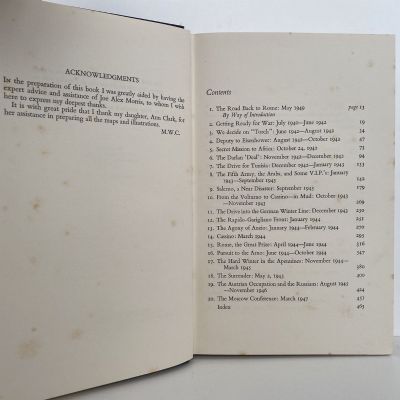 ACKNOWLEDGMENTS
In the preparation of this book I was greatly aided by having the
expert advice and assistance of Joe Alex Morris, to whom I wish
here to express my deepest thanks.
It is with great pride that I thank my daughter, Ann Clark, for
her assistance in preparing all the maps and illustrations.
M.W.C.
Contents
1. The Road Back to Rome: May 1949 page 13
By Way of Introduction
2. Getting Ready for War: July 1940—June 1942 19
3. We decide on "Torch": June 1942—August 1942 34
4. Deputy to Eisenhower: August 1942—October 1942 47
5. Secret Mission to Africa: October 24, 1942 71
6. The Darlan 'Deal': November 1942—December 1942 94
7. The Drive for Tunisia: December 1942—January 1943 133
8. The Fifth Army, the Arabs, and Some V.I.P.'s: January
1943—September 1943 142
9. Salerno, a Near Disaster: September 1943 179
10. From the Volturno to Cassino—in Mud: October 1943
—November 1943 209
11. The Drive into the German Winter Line: December 1943 230
12. The Rapido-Garigliano Front: January 1944 251
13. The Agony of Anzio: January 1944—February 1944 271
14. Cassino: March 1944 295
15. Rome, the Great Prize: April 1944—June 1944 316
16. Pursuit to the Arno: June 1944—October 1944 347
17. The Hard Winter in the Apennines: November 1944—
March 1945 380
18. The Surrender: May 2, 1945 400
19. The Austrian Occupation and the Russians: August 1945
—November 1946 424
20. The Moscow Conference: March 1947 451
Index 463